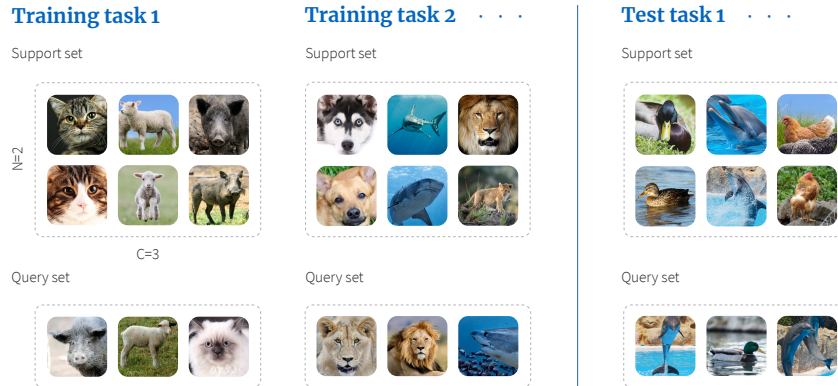 Training task 1
Training task 2 · · ·
Test task 1 · · ·
Support set
Support set
Support set
N=2
C=3
Query set
Query set
Query set